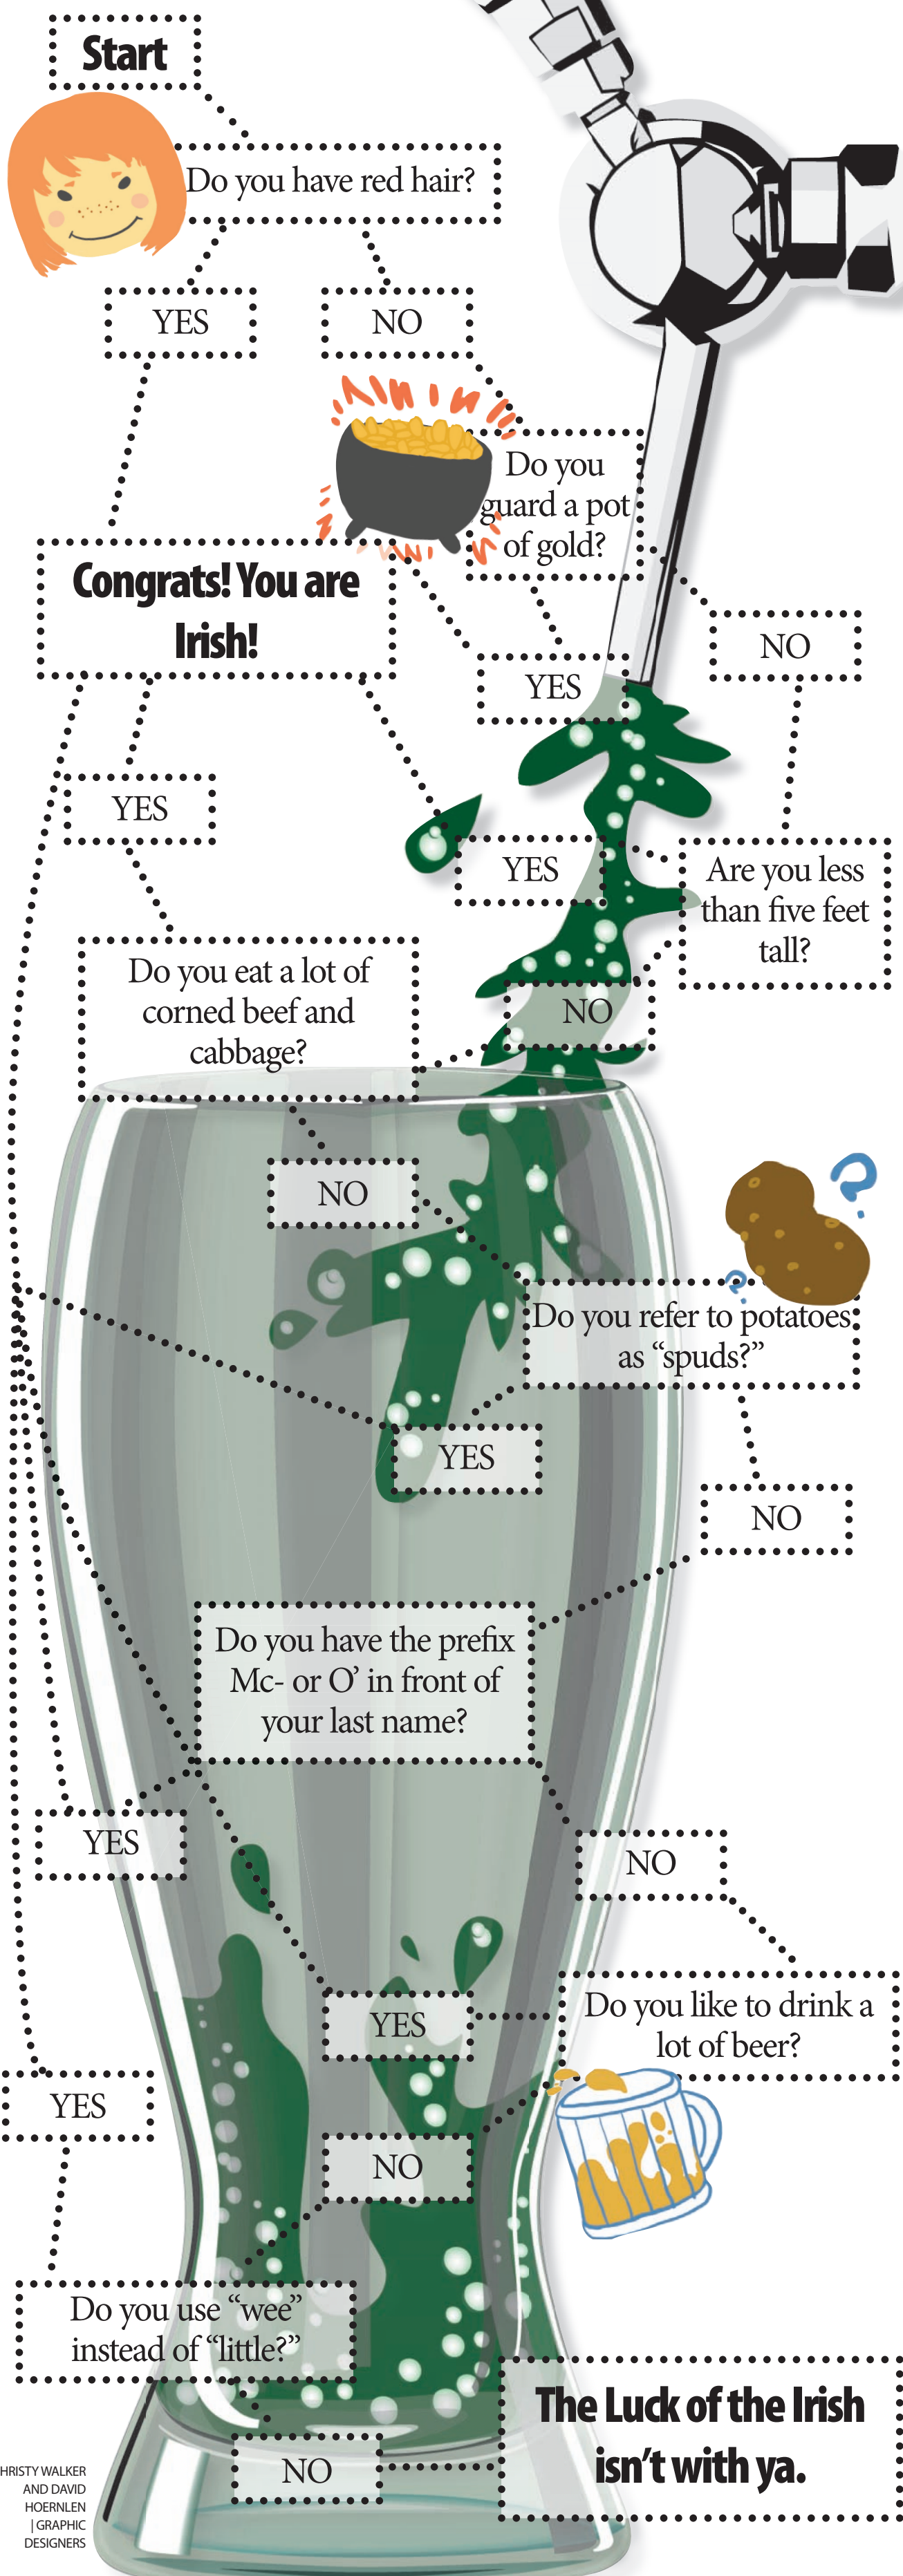 Start
Do you have red hair?
YES
NO
Do you
guard a pot
of gold?
Congrats! You are
Irish!
NO
YES
YES
YES
Are you less
than five feet
tall?
Do you eat a lot of
corned beef and
cabbage?
NO
NO
?
?
Do you refer to potatoes
as “spuds?”
YES
NO
Do you have the prefix
Mc- or O’ in front of
your last name?
YES
NO
Do you like to drink a
lot of beer?
YES
YES
NO
Do you use “wee”
instead of “little?”
The Luck of the Irish
isn’t with ya.
NO
HRISTY WALKER
AND DAVID
HOERNLEN
| GRAPHIC
DESIGNERS